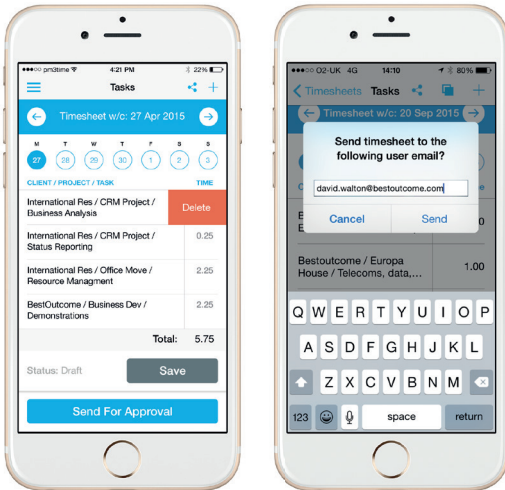 pm3time 4:21 PM 22%
Tasks
Timesheet w/c: 27 Apr 2015
M T W T F S S
27 28 29 30 1 2 3
CLIENT / PROJECT / TASK TIME
International Res / CRM Project /
Business Analysis
Delete
International Res / CRM Project /
Status Reporting
0.25
International Res / Office Move /
Resource Managment
2.25
BestOutcome / Business Dev /
Demonstrations
2.25
Total: 5.75
Status: Draft Save
Send For Approval
O2-UK 4G 14:10 80%
Timesheets Tasks
Timesheet w/c: 20 Sep 2015
Send timesheet to the
following user email?
david.walton@bestoutcome.com
Cancel Send
Bestoutcome / Europa
House / Telecoms, data,...
1.00
Q W E R T Y U I O P
A S D F G H J K L
Z X C V B N M
123 space return